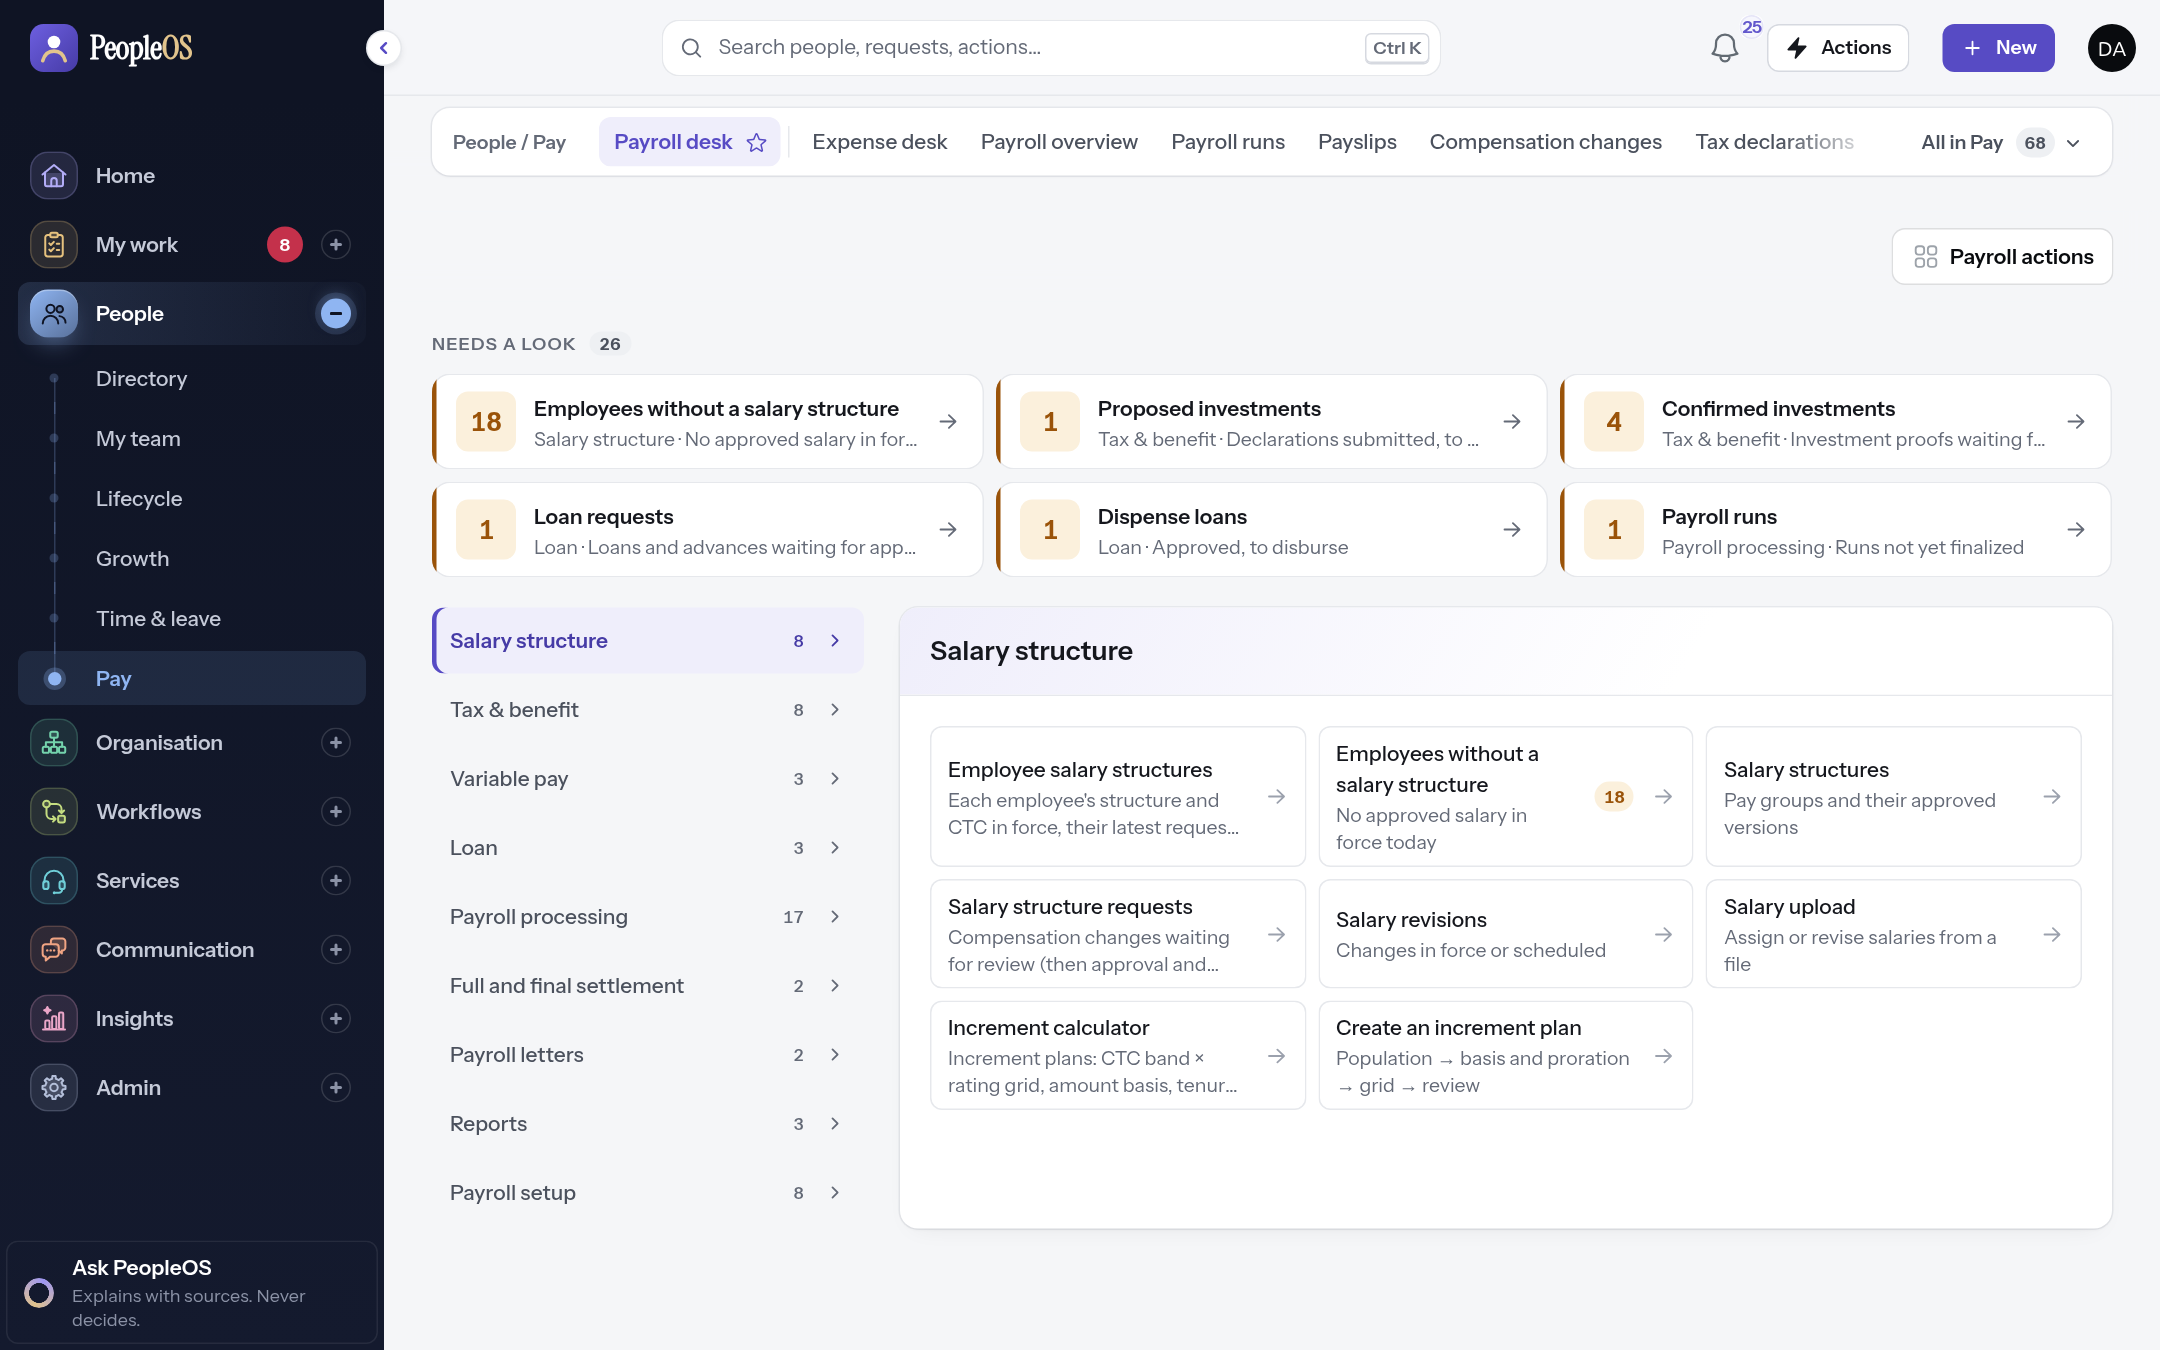 PeopleOS
Search people, requests, actions...
Ctrl K
25
Actions
New
DA
Home
My work
8
People
Directory
My team
Lifecycle
Growth
Time & leave
Pay
Organisation
Workflows
Services
Communication
Insights
Admin
Ask PeopleOS
Explains with sources. Never
decides.
People / Pay
Payroll desk
Expense desk
Payroll overview
Payroll runs
Payslips
Compensation changes
Tax declarations
All in Pay
68
Payroll actions
NEEDS A LOOK 26
18
Employees without a salary structure
Salary structure · No approved salary in for...
1
Proposed investments
Tax & benefit · Declarations submitted, to ...
4
Confirmed investments
Tax & benefit · Investment proofs waiting f...
1
Loan requests
Loan · Loans and advances waiting for app...
1
Dispense loans
Loan · Approved, to disburse
1
Payroll runs
Payroll processing · Runs not yet finalized
Salary structure 8
Tax & benefit 8
Variable pay 3
Loan 3
Payroll processing 17
Full and final settlement 2
Payroll letters 2
Reports 3
Payroll setup 8
Salary structure
Employee salary structures
Each employee's structure and
CTC in force, their latest reques...
Employees without a
salary structure
No approved salary in
force today
18
Salary structures
Pay groups and their approved
versions
Salary structure requests
Compensation changes waiting
for review (then approval and...
Salary revisions
Changes in force or scheduled
Salary upload
Assign or revise salaries from a
file
Increment calculator
Increment plans: CTC band ×
rating grid, amount basis, tenur...
Create an increment plan
Population → basis and proration
→ grid → review